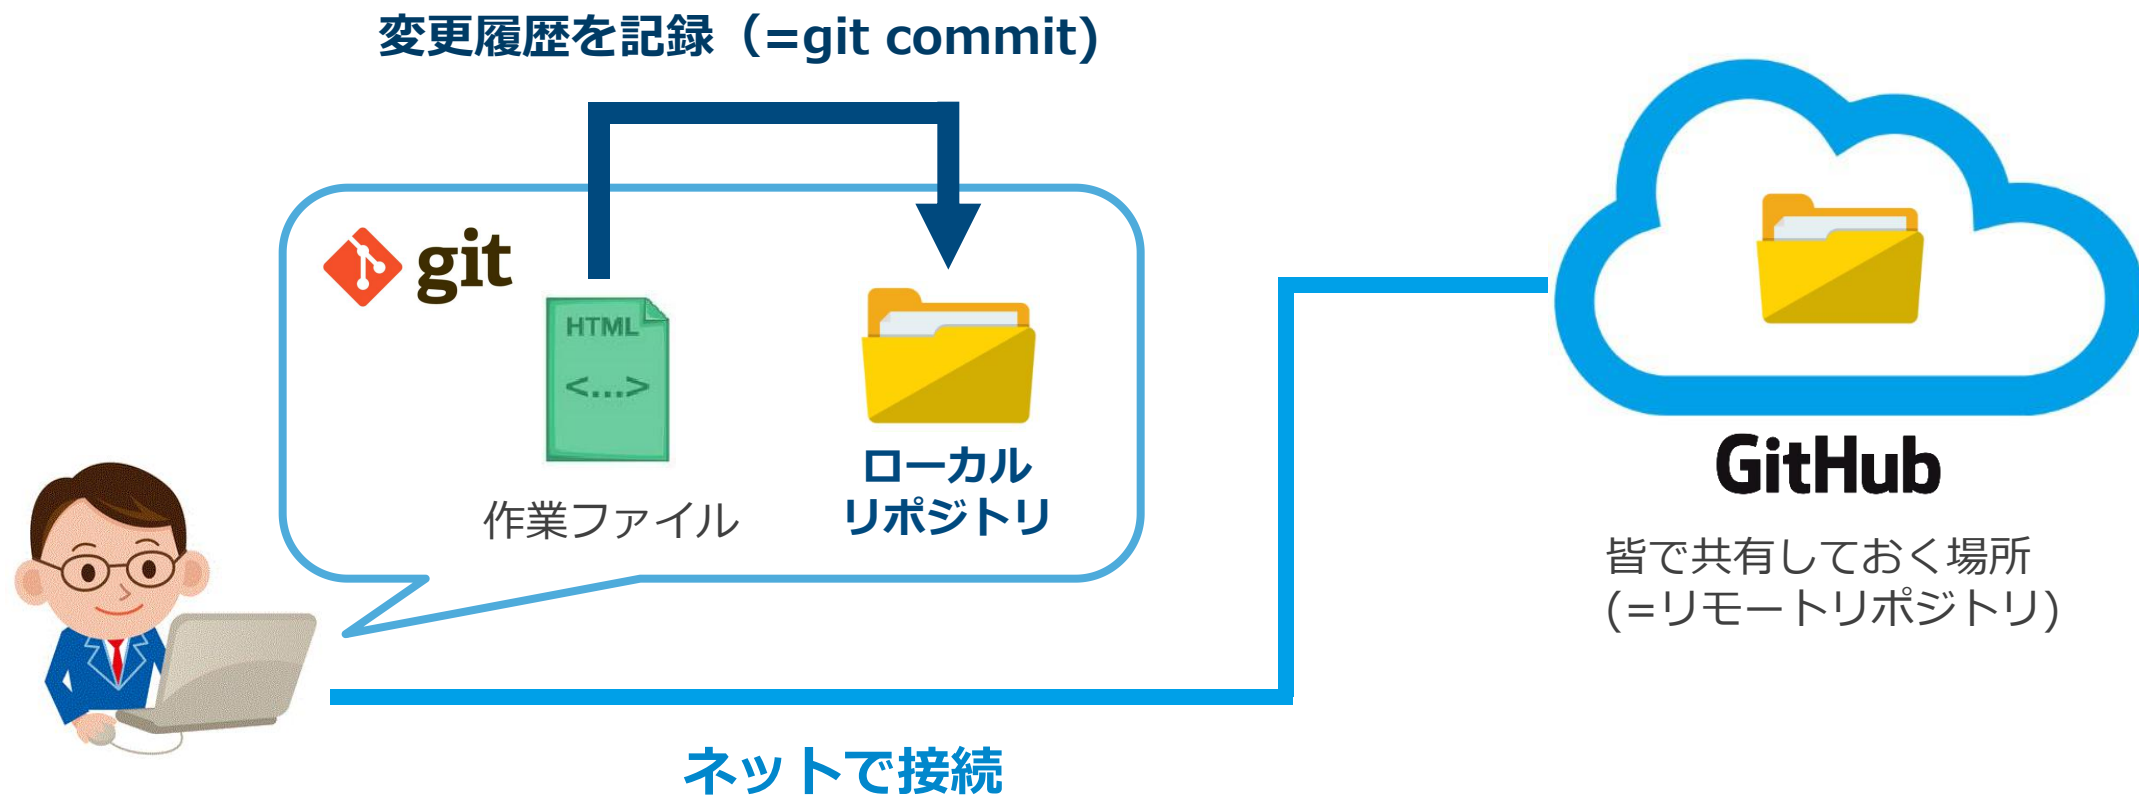 変更履歴を記録（=git commit)
git
HTML
<...>
作業ファイル
ローカル
リポジトリ
GitHub
皆で共有しておく場所
(=リモートリポジトリ)
ネットで接続